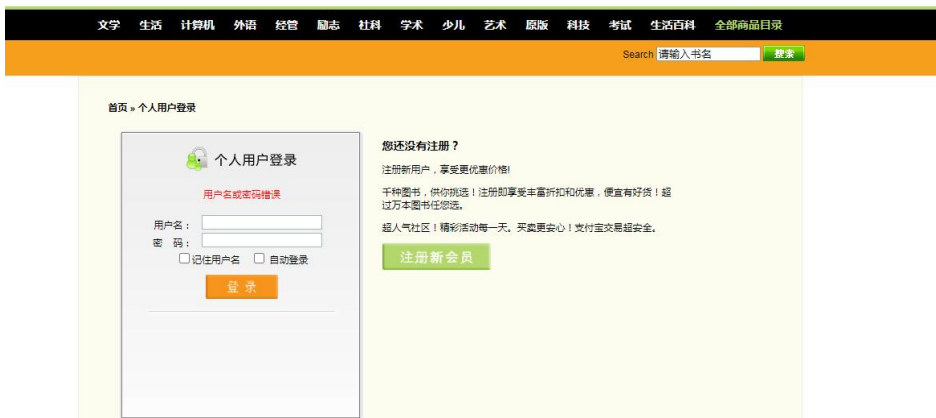 文学 生活 计算机 外语 经管 励志 社科 学术 少儿 艺术 原版 科技 考试 生活百科 全部商品目录
Search 请输入书名 搜索
首页 » 个人用户登录
个人用户登录
用户名或密码错误
用户名：
密 码：
记住用户名 自动登录
登 录
您还没有注册？
注册新用户，享受更优惠价格!
千种图书，供你挑选！注册即享受丰富折扣和优惠，便宜有好货！超
过万本图书任您选。
超人气社区！精彩活动每一天。买卖更安心！支付宝交易超安全。
注册新会员